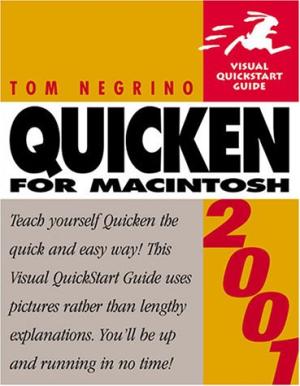 VISUAL
QUICKSTART
GUIDE
TOM NEGRINO
QUICKEN
FOR MACINTOSH
2001
Teach yourself Quicken the
quick and easy way! This
Visual QuickStart Guide uses
pictures rather than lengthy
explanations. You'll be up
and running in no time!